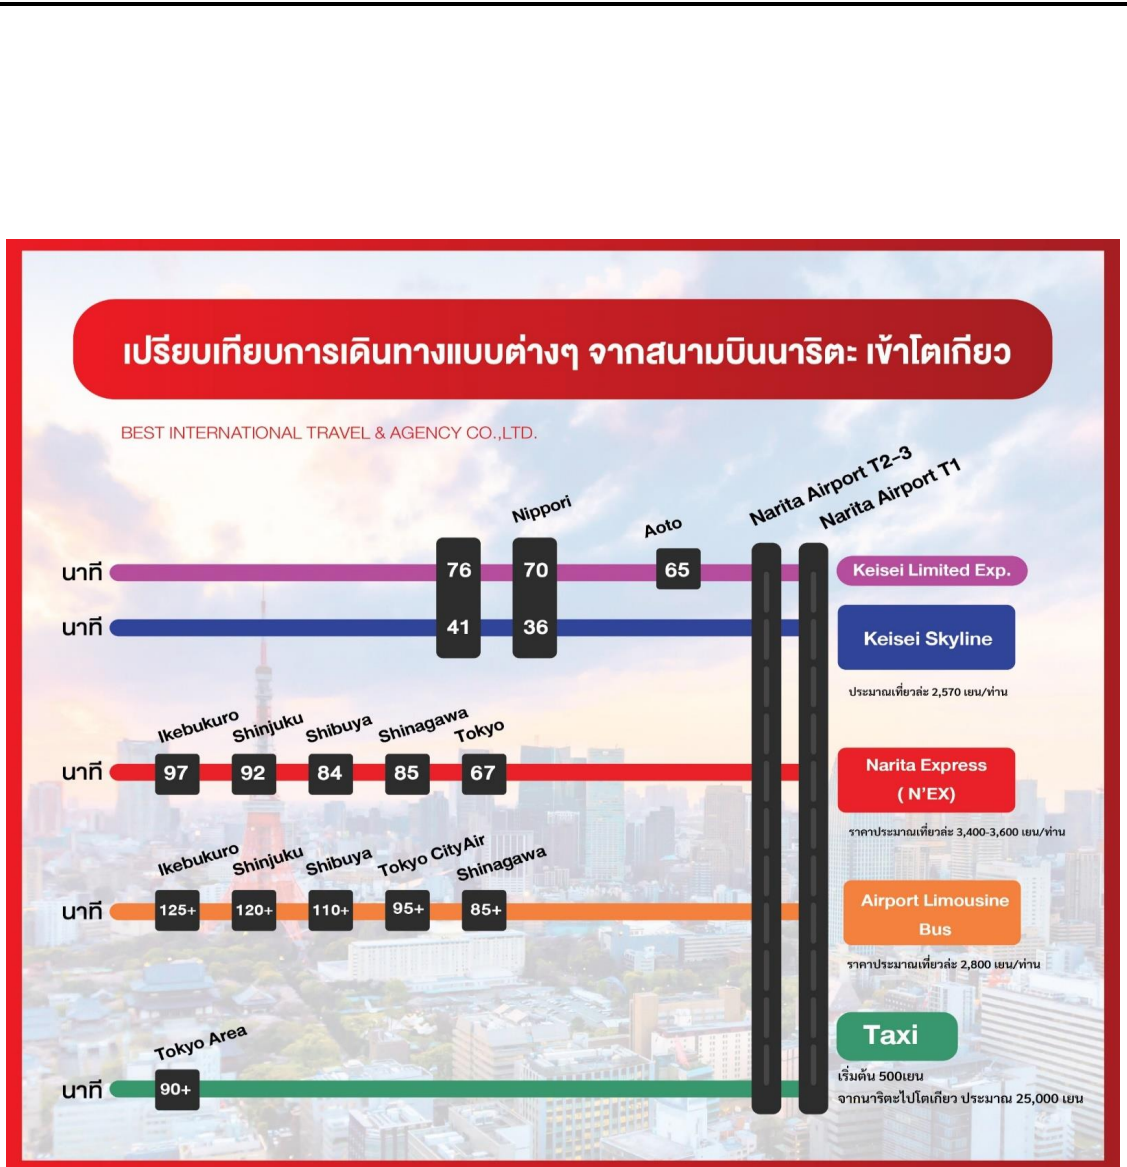 เปรียบเทียบการเดินทางแบบต่างๆ จากสนามบินนาริตะ เข้าโตเกียว
BEST INTERNATIONAL TRAVEL & AGENCY CO.,LTD.
Nippori
Aoto
Narita Airport T2-3
Narita Airport T1
นาที
76
70
65
Keisei Limited Exp.
นาที
41
36
Keisei Skyline
ประมาณเที่ยวล่ะ 2,570 เยน/ท่าน
Ikebukuro
Shinjuku
Shibuya
Shinagawa
Tokyo
นาที
97
92
84
85
67
Narita Express
( N'EX)
ราคาประมาณเที่ยวล่ะ 3,400-3,600 เยน/ท่าน
Ikebukuro
Shinjuku
Shibuya
Tokyo CityAir
Shinagawa
นาที
125+
120+
110+
95+
85+
Airport Limousine
Bus
ราคาประมาณเที่ยวล่ะ 2,800 เยน/ท่าน
Tokyo Area
นาที
90+
Taxi
เริ่มต้น 500เยน
จากนาริตะไปโตเกียว ประมาณ 25,000 เยน